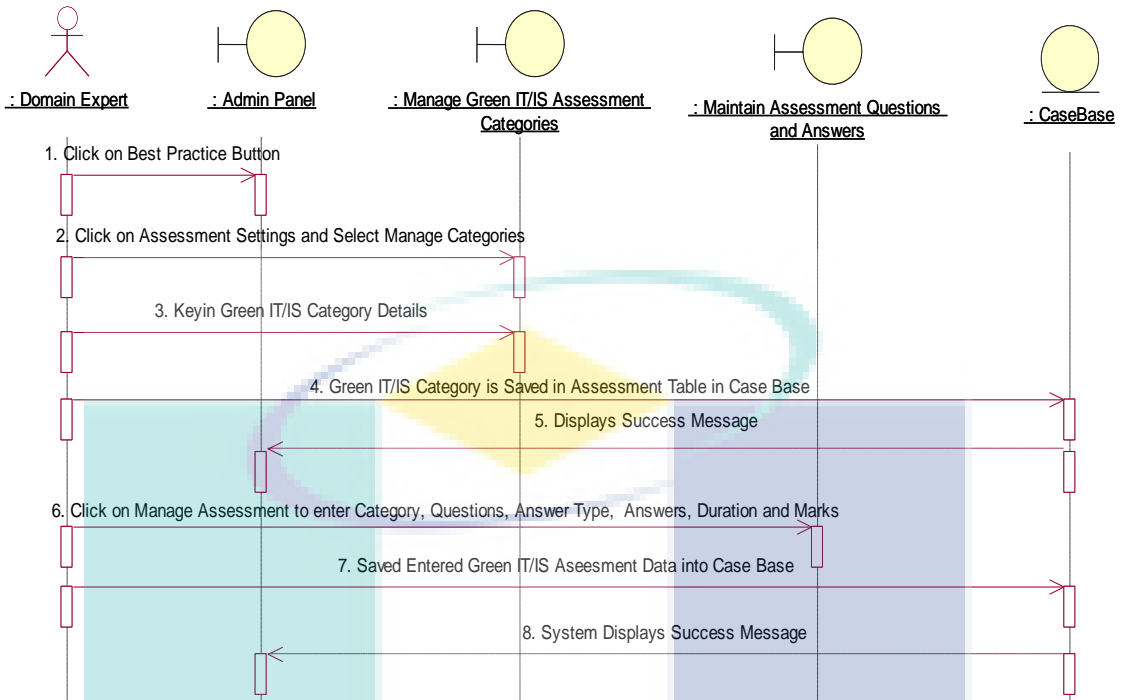 : Domain Expert
: Admin Panel
: Manage Green IT/IS Assessment
Categories
: Maintain Assessment Questions
and Answers
: CaseBase
1. Click on Best Practice Button
2. Click on Assessment Settings and Select Manage Categories
3. Keyin Green IT/IS Category Details
4. Green IT/IS Category is Saved in Assessment Table in Case Base
5. Displays Success Message
6. Click on Manage Assessment to enter Category, Questions, Answer Type, Answers, Duration and Marks
7. Saved Entered Green IT/IS Aseesment Data into Case Base
8. System Displays Success Message